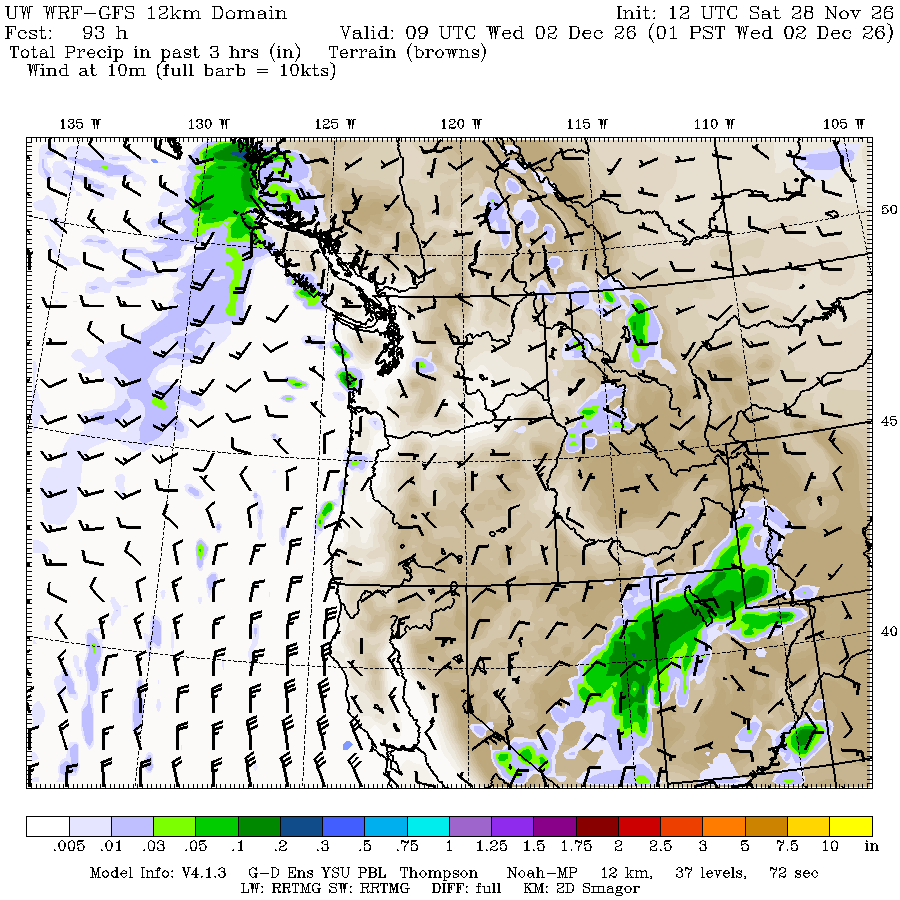 UW WRF-GFS 12km Domain Init: 12 UTC Sat 28 Nov 26
Fcst: 93 h Valid: 09 UTC Wed 02 Dec 26 (01 PST Wed 02 Dec 26)
Total Precip in past 3 hrs (in) Terrain (browns)
Wind at 10m (full barb = 10kts)
135 W 130 W 125 W 120 W 115 W 110 W 105 W
50
45
40
.005 .01 .03 .05 .1 .2 .3 .5 .75 1 1.25 1.5 1.75 2 2.5 3 5 7.5 10 in
Model Info: V4.1.3 G-D Ens YSU PBL Thompson Noah-MP 12 km, 37 levels, 72 sec
LW: RRTMG SW: RRTMG DIFF: full KM: 2D Smagor